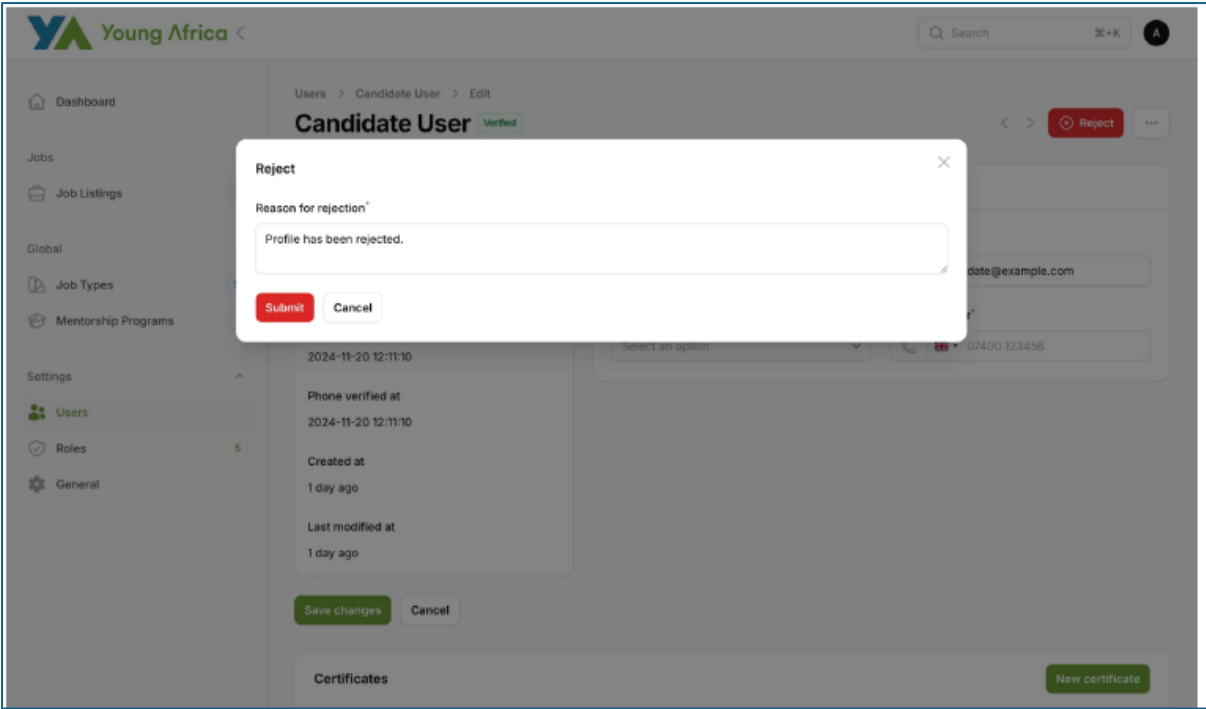 Young Africa <
Search ⌘+K A
Dashboard
Jobs
Job Listings
Global
Job Types
Mentorship Programs
Settings
Users
Roles 5
General
Users > Candidate User > Edit
Candidate User Verified
< > Reject ...
Reject
Reason for rejection*
Profile has been rejected.
Submit Cancel
date@example.com
r*
Select an option
07400 123456
2024-11-20 12:11:10
Phone verified at
2024-11-20 12:11:10
Created at
1 day ago
Last modified at
1 day ago
Save changes Cancel
Certificates
New certificate